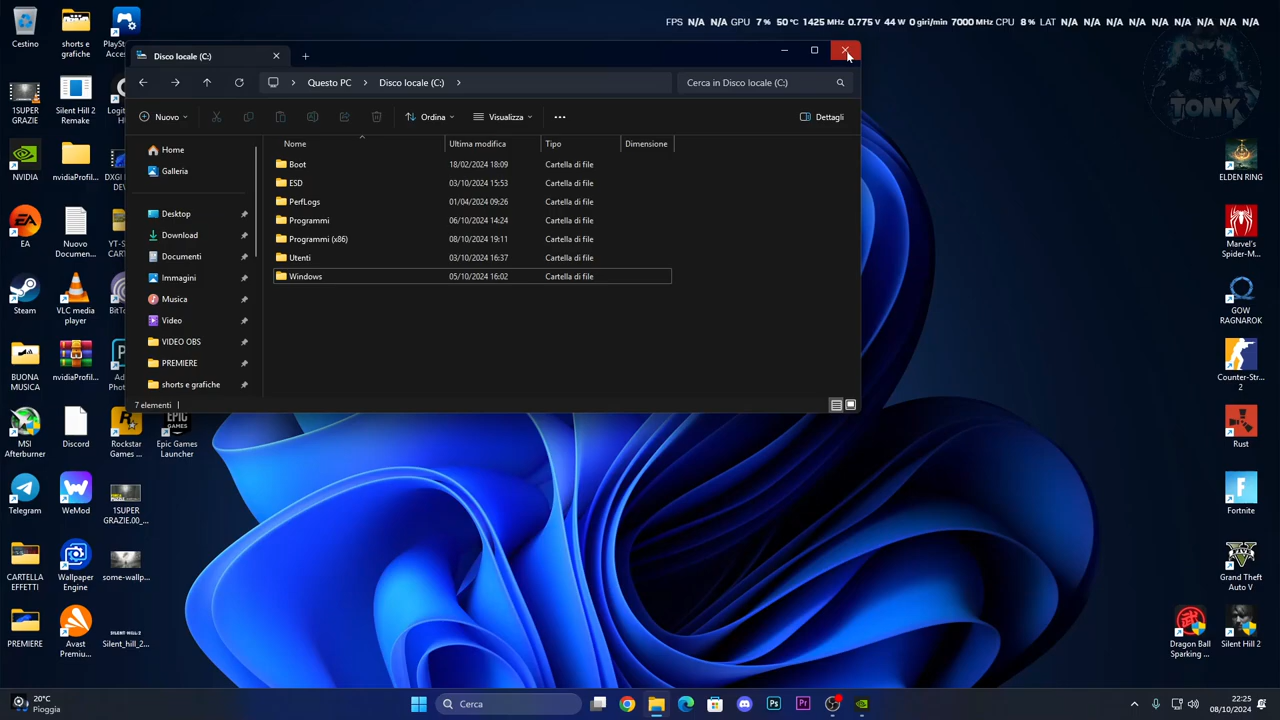 FPS N/A N/A GPU 7 % 50 °C 1425 MHz 0.775 V 44 W 0 giri/min 7000 MHz CPU 8 % LAT N/A N/A N/A N/A N/A N/A N/A N/A N/A
TONY
Cestino
shorts e grafiche
PlayStation Acces...
1SUPER GRAZIE
Silent Hill 2 Remake
Logit... H...
NVIDIA
nvidiaProfil...
DXGI DEV...
EA
Nuovo Documen...
YT-S... CART...
Steam
VLC media player
BitTo...
BUONA MUSICA
nvidiaProfil...
Ad... Phot...
MSI Afterburner
Discord
Rockstar Games ...
Epic Games Launcher
Telegram
WeMod
1SUPER GRAZIE.00_...
CARTELLA EFFETTI
Wallpaper Engine
some-wallp...
PREMIERE
Avast Premiu...
Silent_hill_2...
Disco locale (C:)
Questo PC > Disco locale (C:) >
Cerca in Disco locale (C:)
Nuovo
Ordina
Visualizza
Dettagli
Home
Galleria
Desktop
Download
Documenti
Immagini
Musica
Video
VIDEO OBS
PREMIERE
shorts e grafiche
Nome Ultima modifica Tipo Dimensione
Boot 18/02/2024 18:09 Cartella di file
ESD 03/10/2024 15:53 Cartella di file
PerfLogs 01/04/2024 09:26 Cartella di file
Programmi 06/10/2024 14:24 Cartella di file
Programmi (x86) 08/10/2024 19:11 Cartella di file
Utenti 03/10/2024 16:37 Cartella di file
Windows 05/10/2024 16:02 Cartella di file
7 elementi
ELDEN RING
Marvel's Spider-M...
GOW RAGNAROK
Counter-Str... 2
Rust
Fortnite
Grand Theft Auto V
Dragon Ball Sparking ...
Silent Hill 2
20°C
Pioggia
Cerca
22:25
08/10/2024